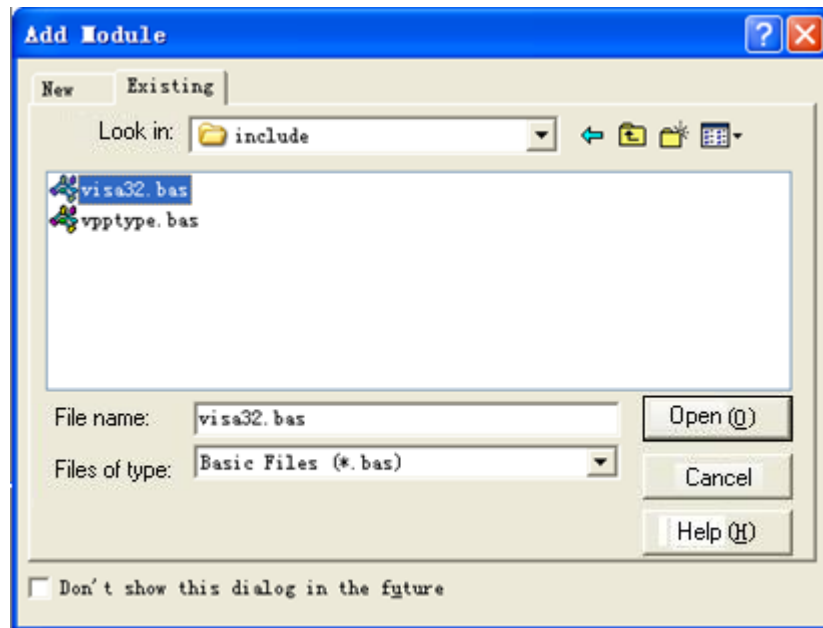 Add Module
New Existing
Look in: include
visa32.bas
vpptype.bas
File name: visa32.bas Open (O)
Files of type: Basic Files (*.bas)
Cancel
Help (H)
Don't show this dialog in the future